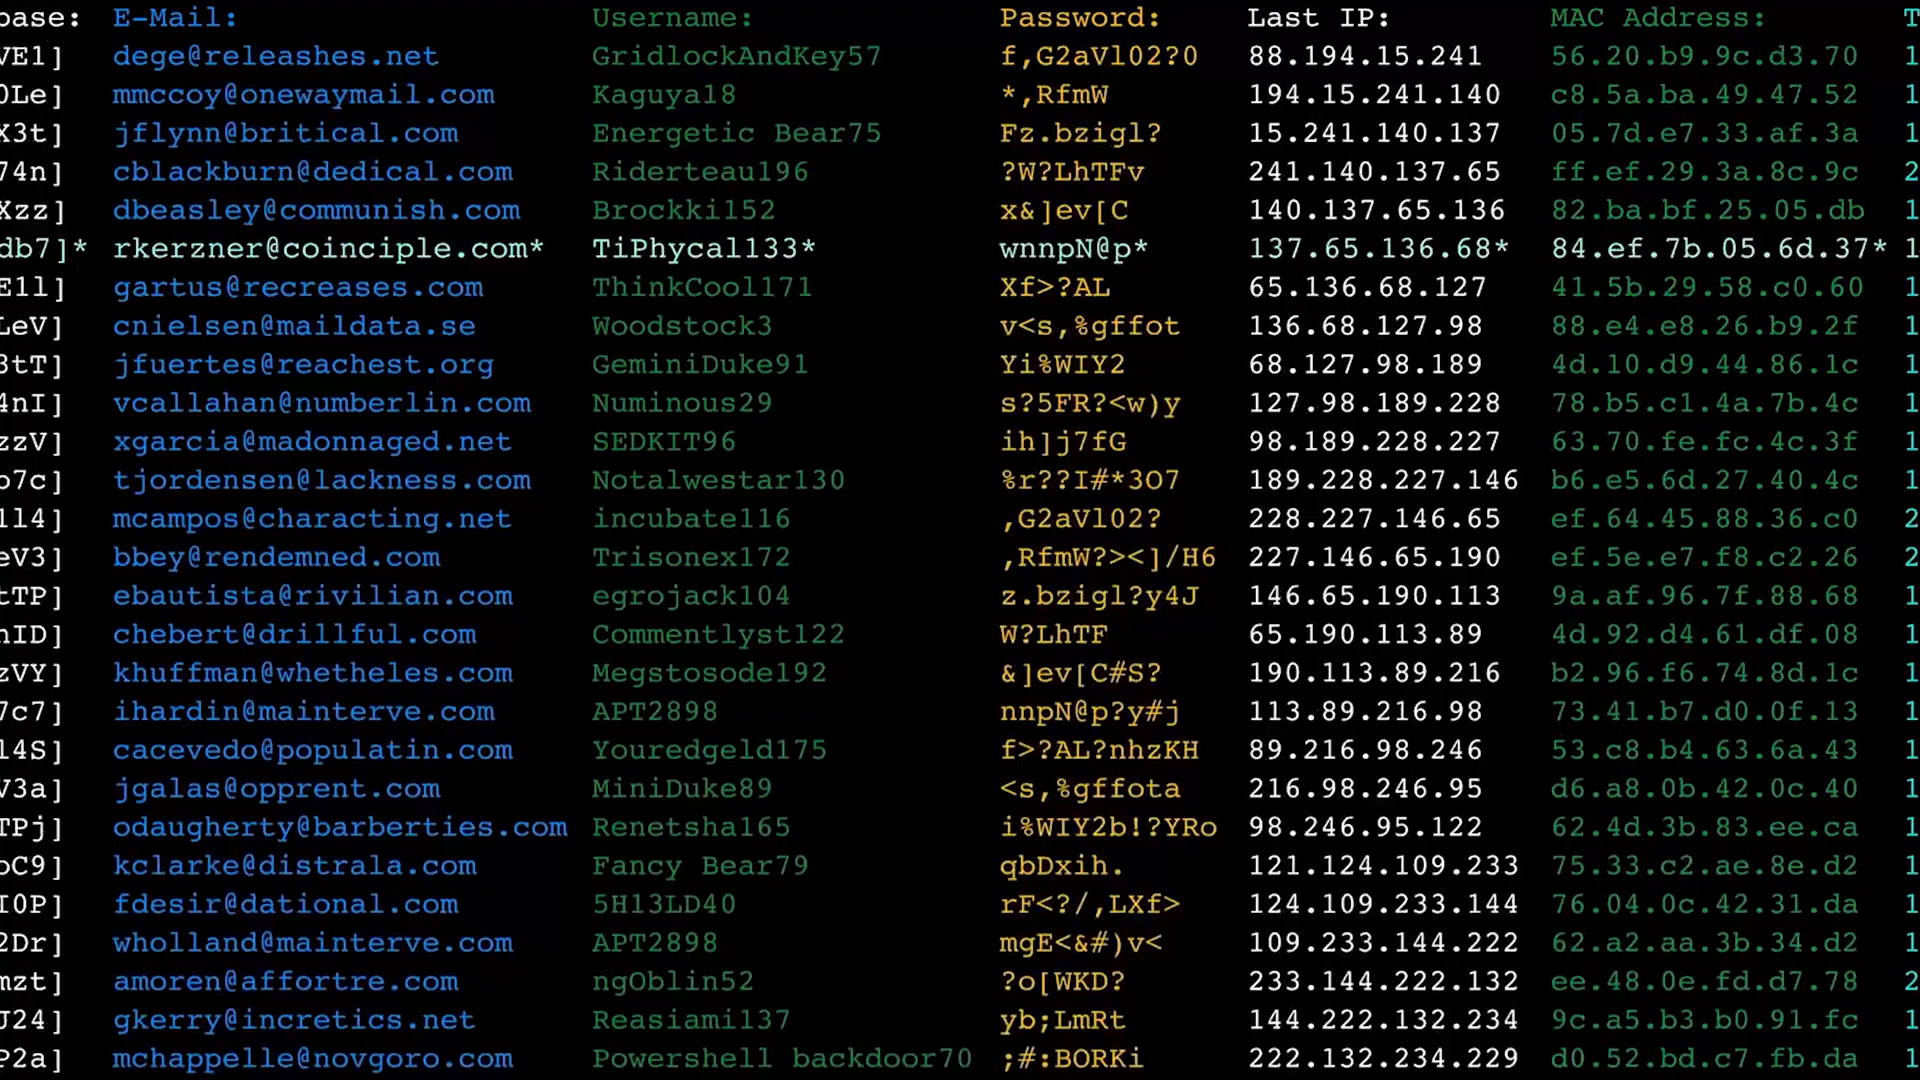 base: E-Mail: Username: Password: Last IP: MAC Address: T
VE1] dege@releashes.net GridlockAndKey57 f,G2aVl02?0 88.194.15.241 56.20.b9.9c.d3.70 1
0Le] mmccoy@onewaymail.com Kaguya18 *,RfmW 194.15.241.140 c8.5a.ba.49.47.52 1
X3t] jflynn@britical.com Energetic Bear75 Fz.bzigl? 15.241.140.137 05.7d.e7.33.af.3a 1
74n] cblackburn@dedical.com Riderteau196 ?W?LhTFv 241.140.137.65 ff.ef.29.3a.8c.9c 2
Xzz] dbeasley@communish.com Brockki152 x&]ev[C 140.137.65.136 82.ba.bf.25.05.db 1
db7]* rkerzner@coinciple.com* TiPhycal133* wnnpN@p* 137.65.136.68* 84.ef.7b.05.6d.37* 1
E1l] gartus@recreases.com ThinkCool171 Xf>?AL 65.136.68.127 41.5b.29.58.c0.60 1
LeV] cnielsen@maildata.se Woodstock3 v<s,%gffot 136.68.127.98 88.e4.e8.26.b9.2f 1
3tT] jfuertes@reachest.org GeminiDuke91 Yi%WIY2 68.127.98.189 4d.10.d9.44.86.1c 1
4nI] vcallahan@numberlin.com Numinous29 s?5FR?<w)y 127.98.189.228 78.b5.c1.4a.7b.4c 1
zzV] xgarcia@madonnaged.net SEDKIT96 ih]j7fG 98.189.228.227 63.70.fe.fc.4c.3f 1
o7c] tjordensen@lackness.com Notalwestar130 %r??I#*3O7 189.228.227.146 b6.e5.6d.27.40.4c 1
1l4] mcampos@characting.net incubate116 ,G2aVl02? 228.227.146.65 ef.64.45.88.36.c0 2
eV3] bbey@rendemned.com Trisonex172 ,RfmW?><]/H6 227.146.65.190 ef.5e.e7.f8.c2.26 2
tTP] ebautista@rivilian.com egrojack104 z.bzigl?y4J 146.65.190.113 9a.af.96.7f.88.68 1
nID] chebert@drillful.com Commentlyst122 W?LhTF 65.190.113.89 4d.92.d4.61.df.08 1
zVY] khuffman@whetheles.com Megstosode192 &]ev[C#S? 190.113.89.216 b2.96.f6.74.8d.1c 1
7c7] ihardin@mainterve.com APT2898 nnpN@p?y#j 113.89.216.98 73.41.b7.d0.0f.13 1
l4S] cacevedo@populatin.com Youredgeld175 f>?AL?nhzKH 89.216.98.246 53.c8.b4.63.6a.43 1
V3a] jgalas@opprent.com MiniDuke89 <s,%gffota 216.98.246.95 d6.a8.0b.42.0c.40 1
TPj] odaugherty@barberties.com Renetsha165 i%WIY2b!?YRo 98.246.95.122 62.4d.3b.83.ee.ca 1
oC9] kclarke@distrala.com Fancy Bear79 qbDxih. 121.124.109.233 75.33.c2.ae.8e.d2 1
I0P] fdesir@dational.com 5H13LD40 rF<?/,LXf> 124.109.233.144 76.04.0c.42.31.da 1
2Dr] wholland@mainterve.com APT2898 mgE<&#)v< 109.233.144.222 62.a2.aa.3b.34.d2 1
mzt] amoren@affortre.com ngOblin52 ?o[WKD? 233.144.222.132 ee.48.0e.fd.d7.78 2
J24] gkerry@incretics.net Reasiami137 yb;LmRt 144.222.132.234 9c.a5.b3.b0.91.fc 1
P2a] mchappelle@novgoro.com Powershell backdoor70 ;#:BORKi 222.132.234.229 d0.52.bd.c7.fb.da 1